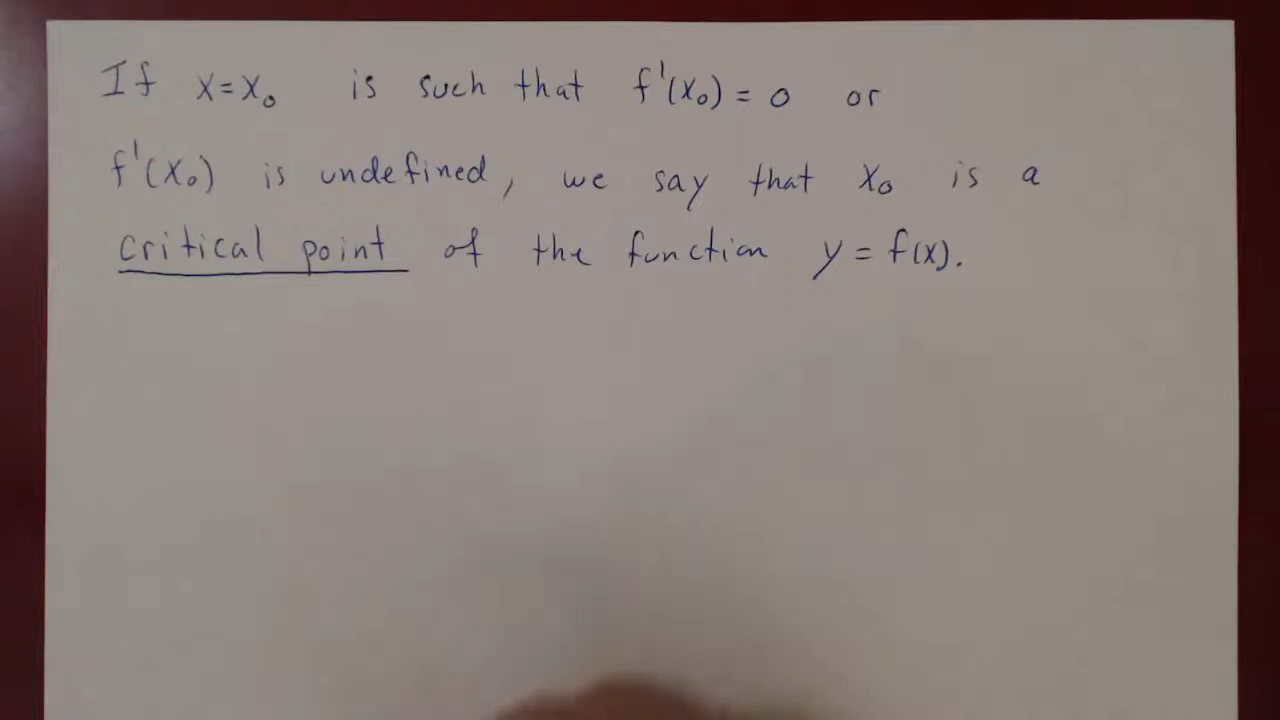 If x=x₀ is such that f'(x₀) = 0 or
f'(x₀) is undefined, we say that x₀ is a
critical point of the function y = f(x).